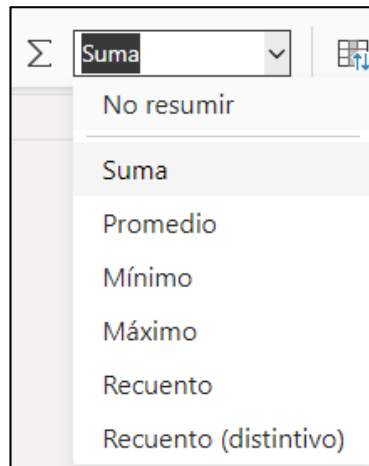 Σ Suma
No resumir
Suma
Promedio
Mínimo
Máximo
Recuento
Recuento (distintivo)